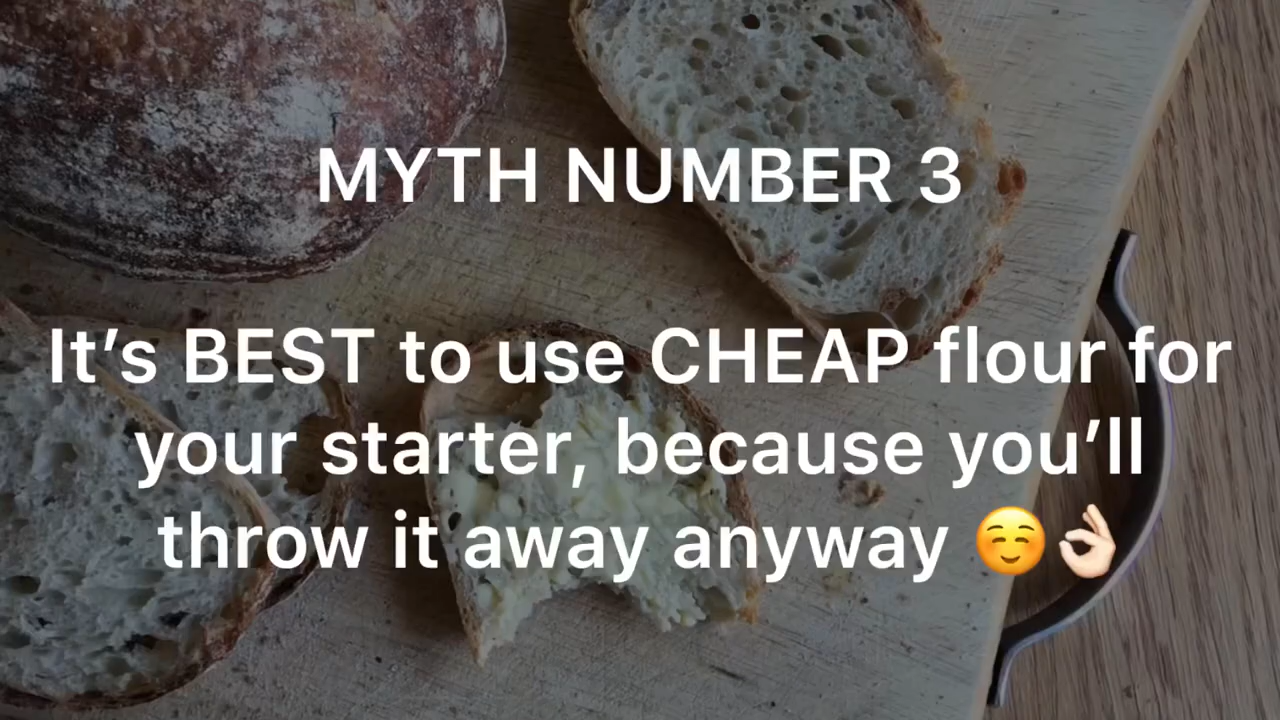 MYTH NUMBER 3
It’s BEST to use CHEAP flour for
your starter, because you’ll
throw it away anyway ☺️👌🏻